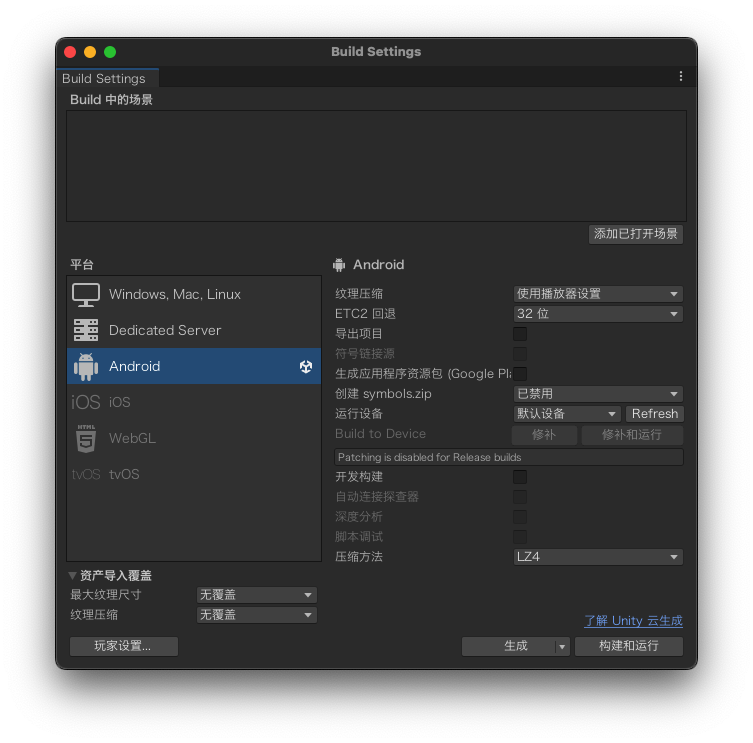 Build Settings
Build Settings
Build 中的场景
添加已打开场景
平台
Windows, Mac, Linux
Dedicated Server
Android
iOS iOS
HTML 5 WebGL
tvOS tvOS
Android
纹理压缩 使用播放器设置
ETC2 回退 32 位
导出项目
符号链接源
生成应用程序资源包 (Google Pl
创建 symbols.zip 已禁用
运行设备 默认设备 Refresh
Build to Device 修补 修补和运行
Patching is disabled for Release builds
开发构建
自动连接探查器
深度分析
脚本调试
压缩方法 LZ4
资产导入覆盖
最大纹理尺寸 无覆盖
纹理压缩 无覆盖
了解 Unity 云生成
玩家设置... 生成 构建和运行